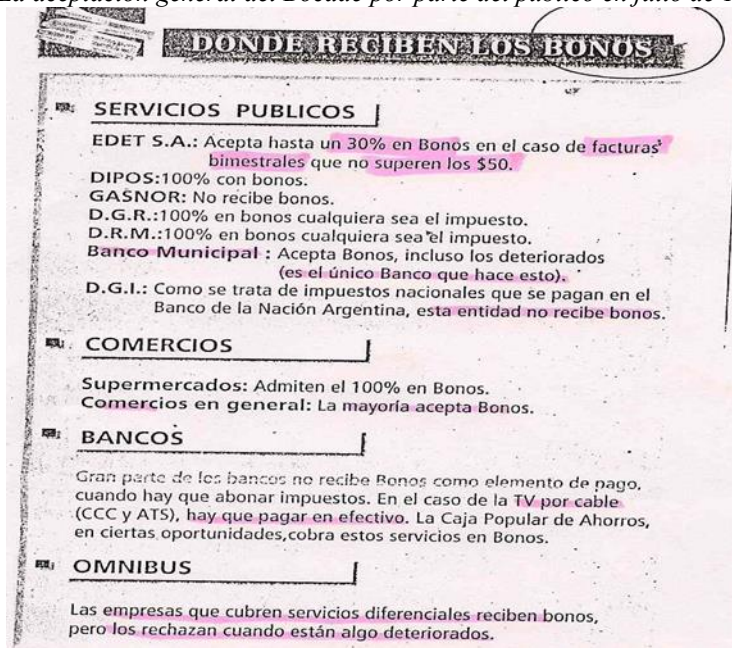 La aceptación general del Bocade por parte del público en julio de
DONDE RECIBEN LOS BONOS
SERVICIOS PUBLICOS
EDET S.A.: Acepta hasta un 30% en Bonos en el caso de facturas
bimestrales que no superen los $50.
DIPOS:100% con bonos.
GASNOR: No recibe bonos.
D.G.R.:100% en bonos cualquiera sea el impuesto.
D.R.M.:100% en bonos cualquiera sea el impuesto.
Banco Municipal : Acepta Bonos, incluso los deteriorados
(es el único Banco que hace esto).
D.G.I.: Como se trata de impuestos nacionales que se pagan en el
Banco de la Nación Argentina, esta entidad no recibe bonos.
COMERCIOS
Supermercados: Admiten el 100% en Bonos.
Comercios en general: La mayoría acepta Bonos.
BANCOS
Gran parte de los bancos no recibe Bonos como elemento de pago,
cuando hay que abonar impuestos. En el caso de la TV por cable
(CCC y ATS), hay que pagar en efectivo. La Caja Popular de Ahorros,
en ciertas oportunidades,cobra estos servicios en Bonos.
OMNIBUS
Las empresas que cubren servicios diferenciales reciben bonos,
pero los rechazan cuando están algo deteriorados.